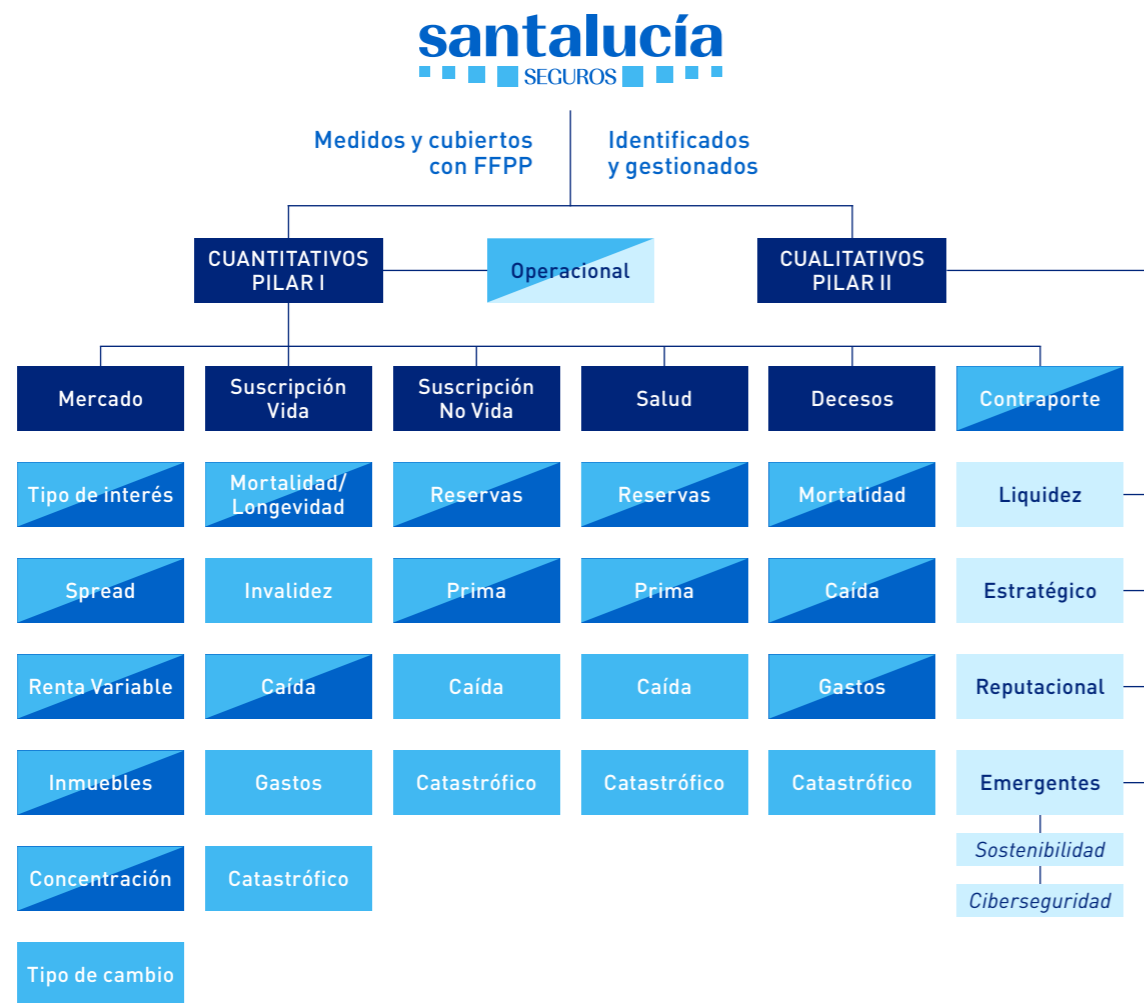 santalucía
SEGUROS
Medidos y cubiertos
con FFPP
Identificados
y gestionados
CUANTITATIVOS
PILAR I
Operacional
CUALITATIVOS
PILAR II
Mercado
Suscripción
Vida
Suscripción
No Vida
Salud
Decesos
Contraporte
Tipo de interés
Mortalidad/
Longevidad
Reservas
Reservas
Mortalidad
Liquidez
Spread
Invalidez
Prima
Prima
Caída
Estratégico
Renta Variable
Caída
Caída
Caída
Gastos
Reputacional
Inmuebles
Gastos
Catastrófico
Catastrófico
Catastrófico
Emergentes
Sostenibilidad
Concentración
Catastrófico
Ciberseguridad
Tipo de cambio